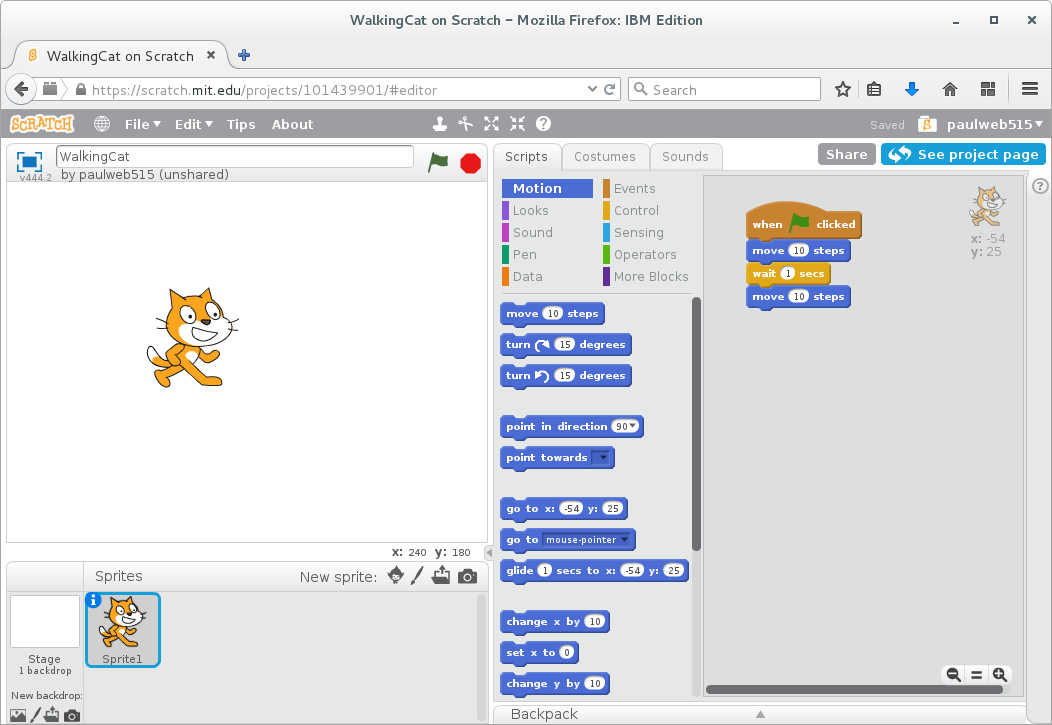 WalkingCat on Scratch – Mozilla Firefox: IBM Edition
WalkingCat on Scratch
https://scratch.mit.edu/projects/101439901/#editor
Search
SCRATCH
File
Edit
Tips
About
Saved
paulweb515
WalkingCat
by paulweb515 (unshared)
v444.2
Scripts
Costumes
Sounds
Share
See project page
Motion
Looks
Sound
Pen
Data
Events
Control
Sensing
Operators
More Blocks
move 10 steps
turn 15 degrees
turn 15 degrees
point in direction 90
point towards
go to x: -54 y: 25
go to mouse-pointer
glide 1 secs to x: -54 y: 25
change x by 10
set x to 0
change y by 10
when clicked
move 10 steps
wait 1 secs
move 10 steps
x: -54
y: 25
x: 240 y: 180
Sprites
New sprite:
Sprite1
Stage
1 backdrop
New backdrop:
Backpack